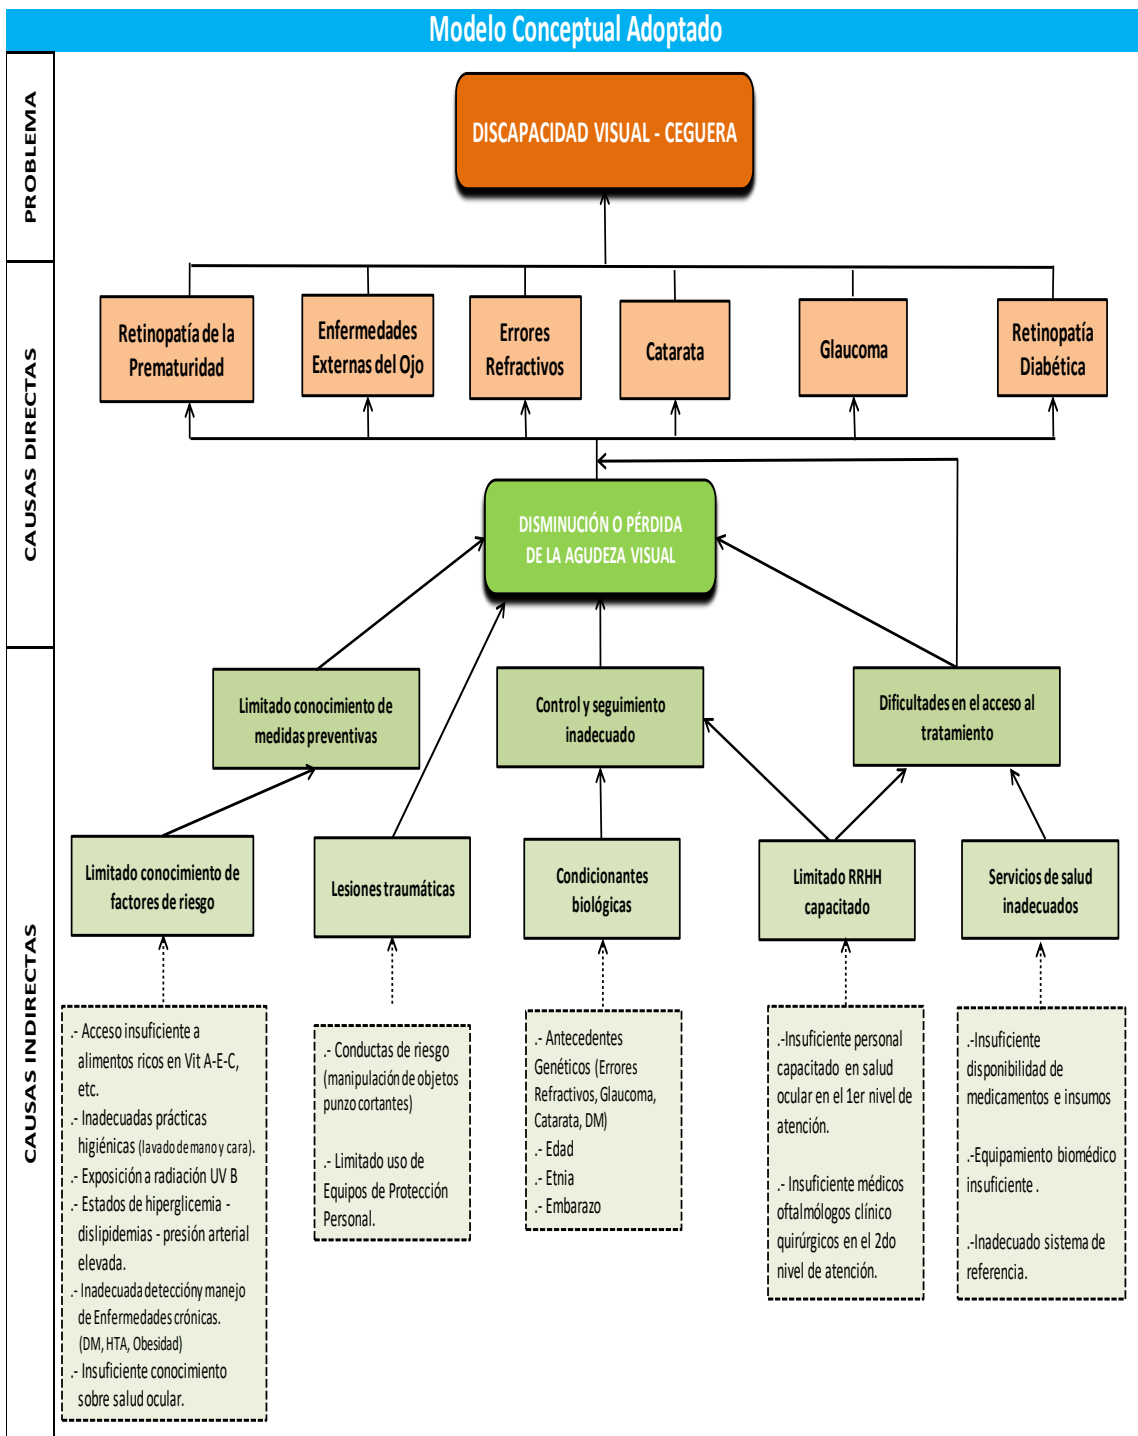 Modelo Conceptual Adoptado
PROBLEMA
DISCAPACIDAD VISUAL - CEGUERA
CAUSAS DIRECTAS
Retinopatía de la
Prematuridad
Enfermedades
Externas del Ojo
Errores
Refractivos
Catarata
Glaucoma
Retinopatía
Diabética
DISMINUCIÓN O PÉRDIDA
DE LA AGUDEZA VISUAL
CAUSAS INDIRECTAS
Limitado conocimiento de
medidas preventivas
Control y seguimiento
inadecuado
Dificultades en el acceso al
tratamiento
Limitado conocimiento de
factores de riesgo
Lesiones traumáticas
Condicionantes
biológicas
Limitado RRHH
capacitado
Servicios de salud
inadecuados
.- Acceso insuficiente a
alimentos ricos en Vit A-E-C,
etc.
.- Inadecuadas prácticas
higiénicas (lavado de mano y cara).
.- Exposición a radiación UV B
.- Estados de hiperglicemia -
dislipidemias - presión arterial
elevada.
.- Inadecuada detección y manejo
de Enfermedades crónicas.
(DM, HTA, Obesidad)
.- Insuficiente conocimiento
sobre salud ocular.
.- Conductas de riesgo
(manipulación de objetos
punzo cortantes)
.- Limitado uso de
Equipos de Protección
Personal.
.- Antecedentes
Genéticos (Errores
Refractivos, Glaucoma,
Catarata, DM)
.- Edad
.- Etnia
.- Embarazo
.-Insuficiente personal
capacitado en salud
ocular en el 1er nivel de
atención.
.- Insuficiente médicos
oftalmólogos clínico
quirúrgicos en el 2do
nivel de atención.
.-Insuficiente
disponibilidad de
medicamentos e insumos
.-Equipamiento biomédico
insuficiente .
.-Inadecuado sistema de
referencia.